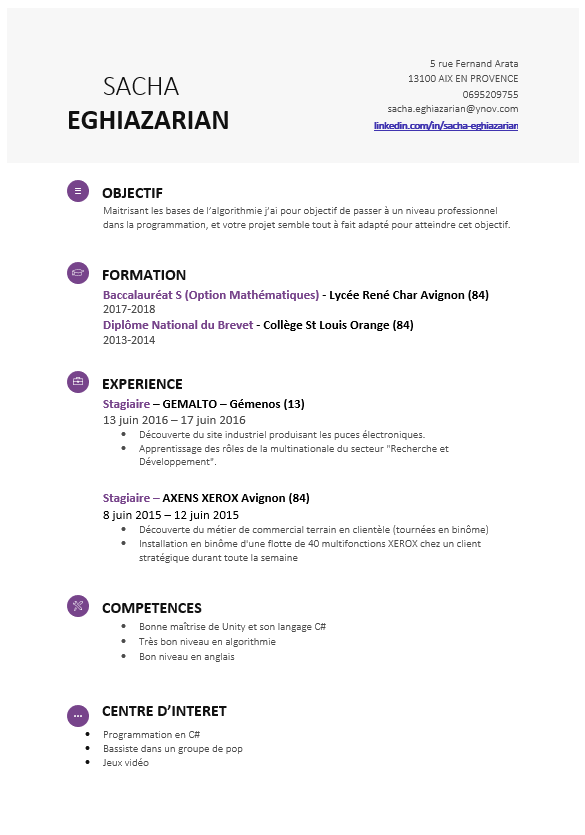 SACHA
EGHIAZARIAN
5 rue Fernand Arata
13100 AIX EN PROVENCE
0695209755
sacha.eghiazarian@ynov.com
linkedin.com/in/sacha-eghiazarian
OBJECTIF
Maitrisant les bases de l'algorithmie j'ai pour objectif de passer à un niveau professionnel
dans la programmation, et votre projet semble tout à fait adapté pour atteindre cet objectif.
FORMATION
Baccalauréat S (Option Mathématiques) - Lycée René Char Avignon (84)
2017-2018
Diplôme National du Brevet - Collège St Louis Orange (84)
2013-2014
EXPERIENCE
Stagiaire – GEMALTO – Gémenos (13)
13 juin 2016 – 17 juin 2016
• Découverte du site industriel produisant les puces électroniques.
• Apprentissage des rôles de la multinationale du secteur "Recherche et
Développement".
Stagiaire – AXENS XEROX Avignon (84)
8 juin 2015 – 12 juin 2015
• Découverte du métier de commercial terrain en clientèle (tournées en binôme)
• Installation en binôme d'une flotte de 40 multifonctions XEROX chez un client
stratégique durant toute la semaine
COMPETENCES
• Bonne maîtrise de Unity et son langage C#
• Très bon niveau en algorithmie
• Bon niveau en anglais
CENTRE D'INTERET
• Programmation en C#
• Bassiste dans un groupe de pop
• Jeux vidéo